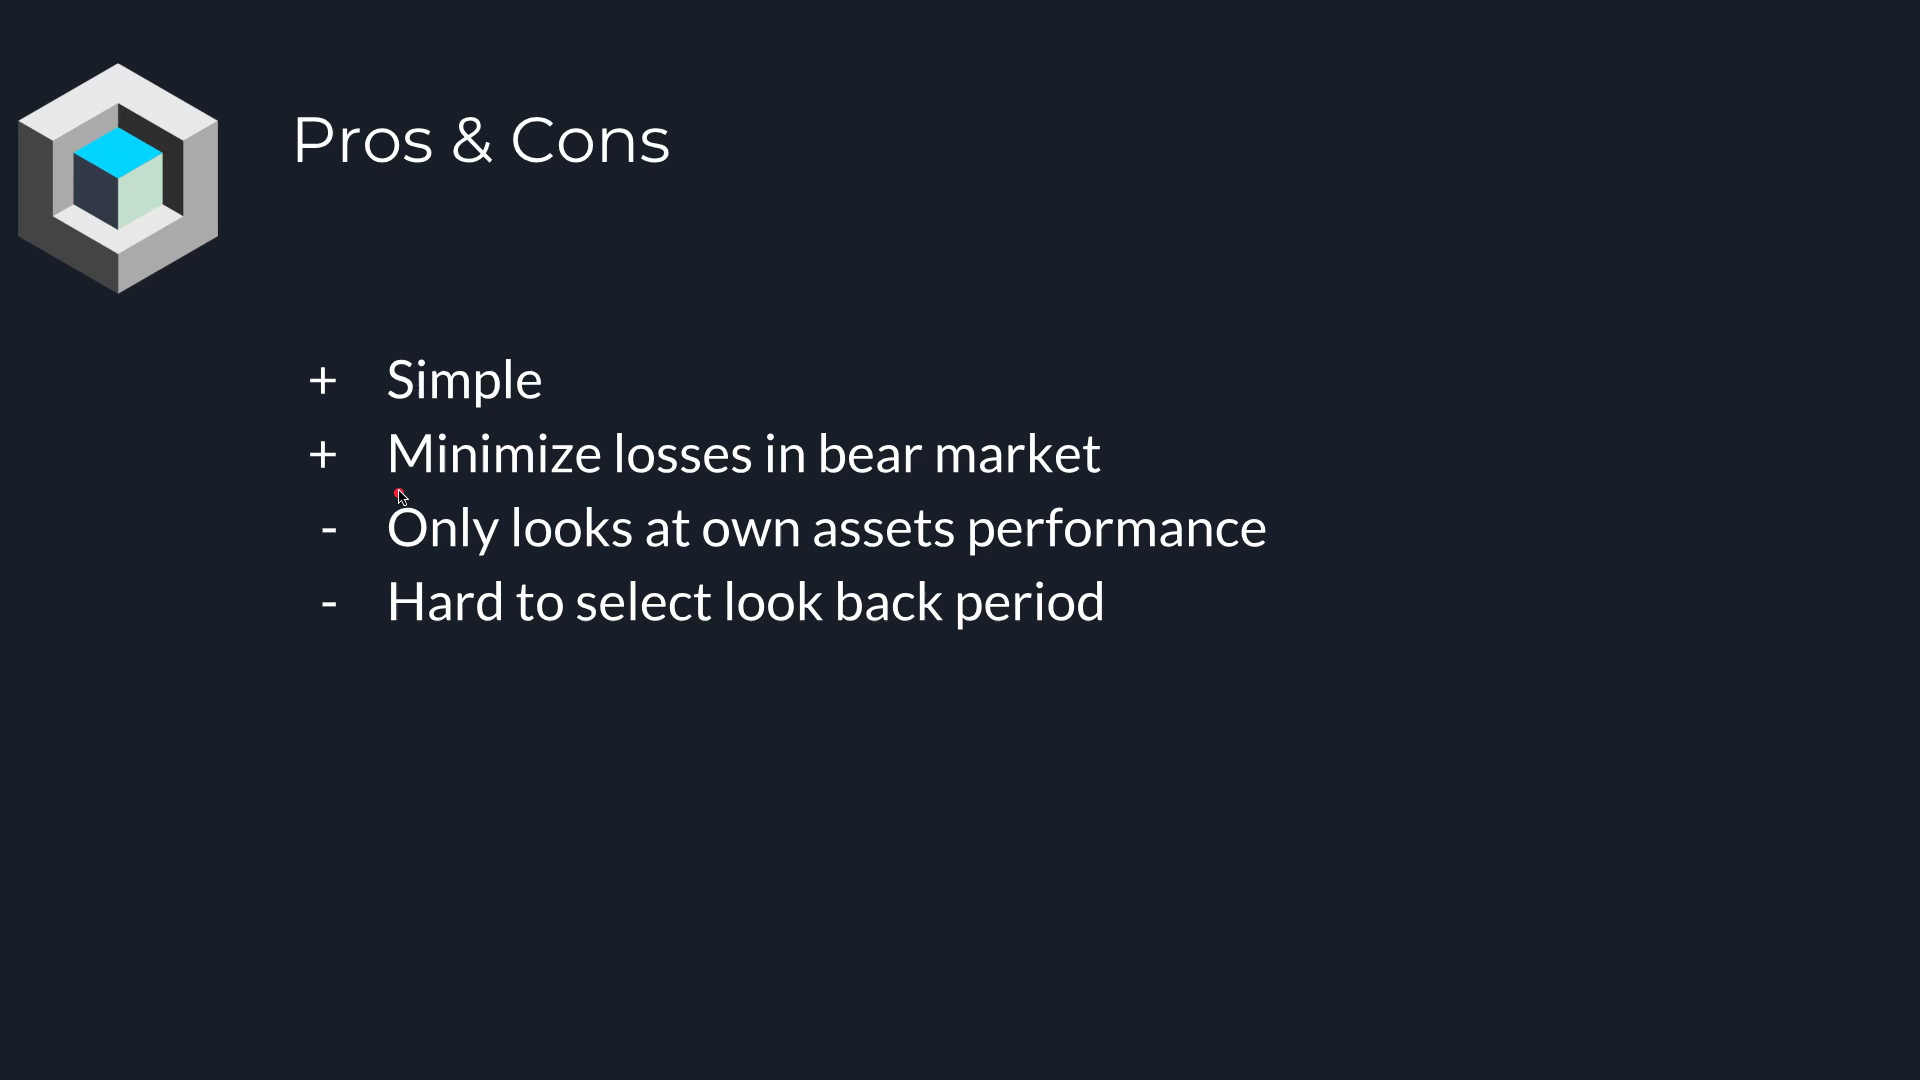 Pros & Cons
+ Simple
+ Minimize losses in bear market
- Only looks at own assets performance
- Hard to select look back period